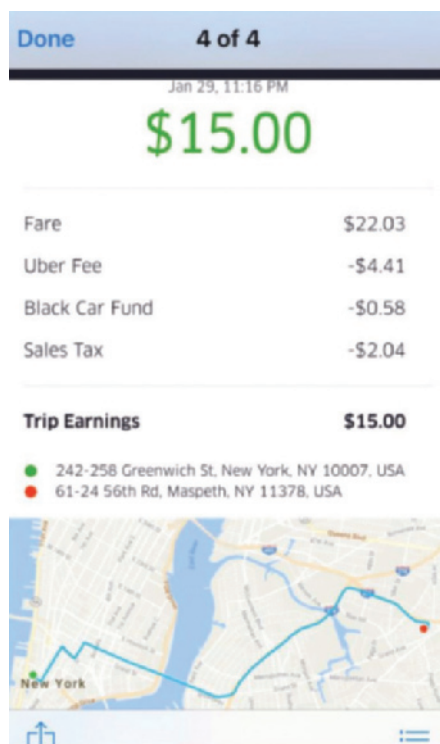 Done 4 of 4
Jan 29, 11:16 PM
$15.00
Fare $22.03
Uber Fee -$4.41
Black Car Fund -$0.58
Sales Tax -$2.04
Trip Earnings $15.00
242-258 Greenwich St, New York, NY 10007, USA
61-24 56th Rd, Maspeth, NY 11378, USA
New York